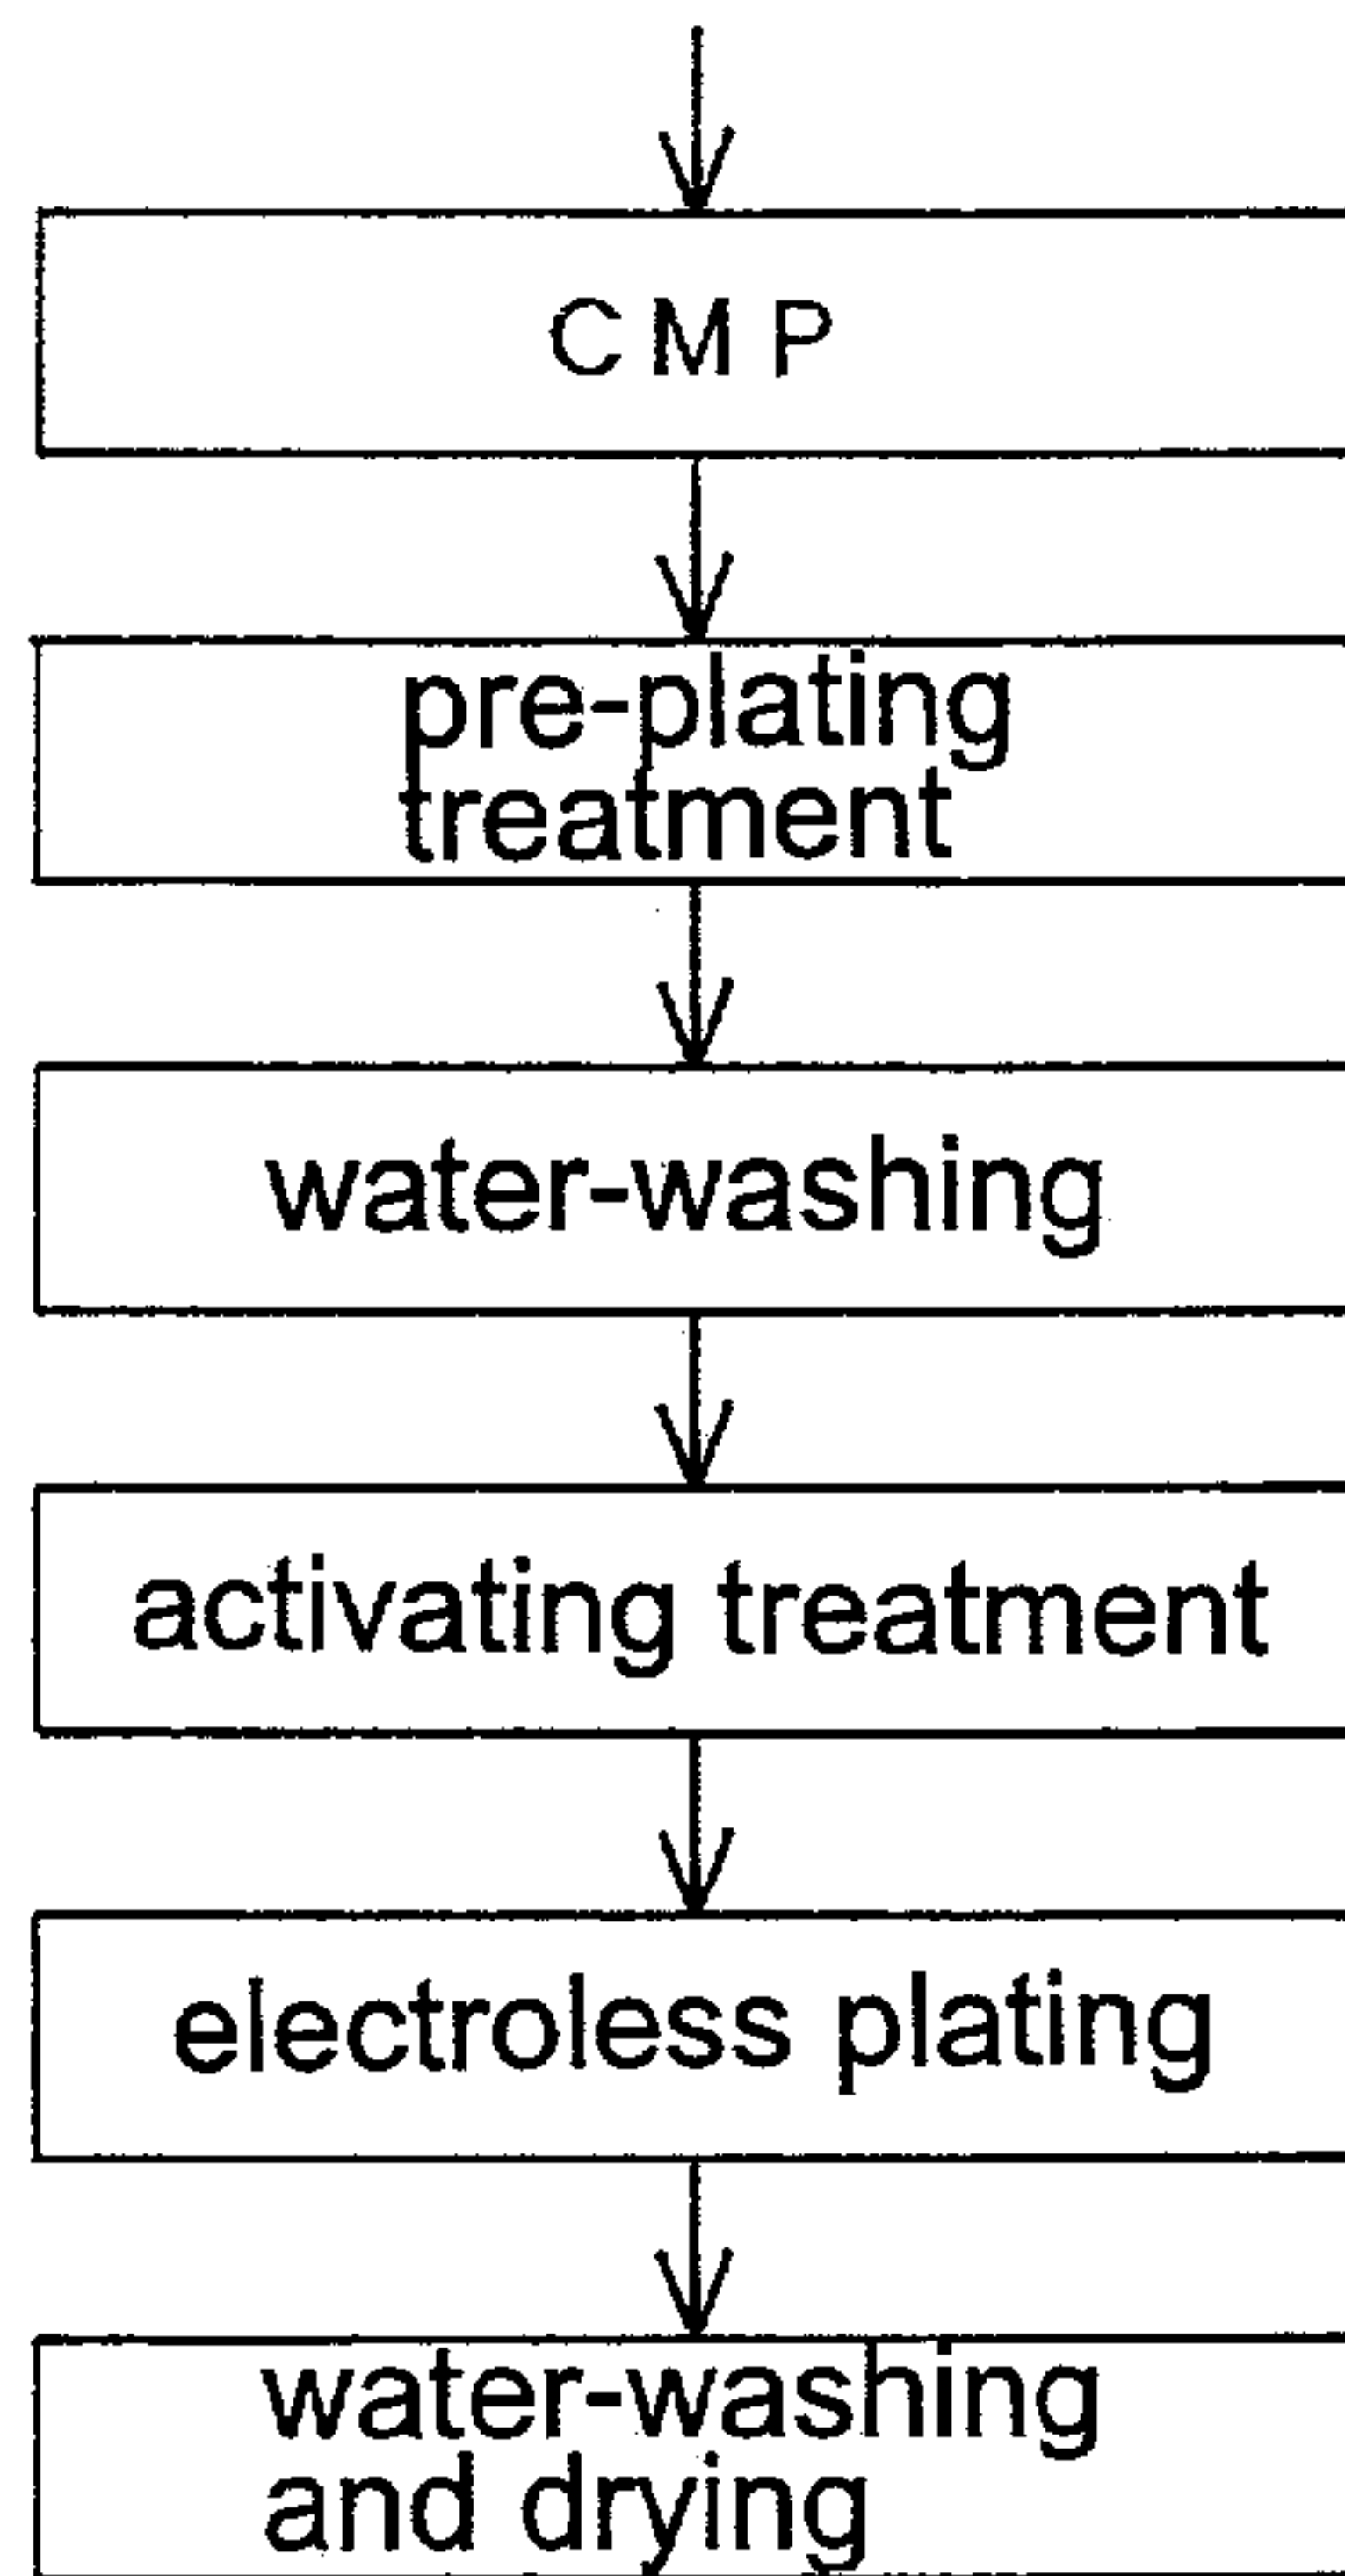 CMP
pre-plating
treatment
water-washing
activating treatment
electroless plating
water-washing
and drying